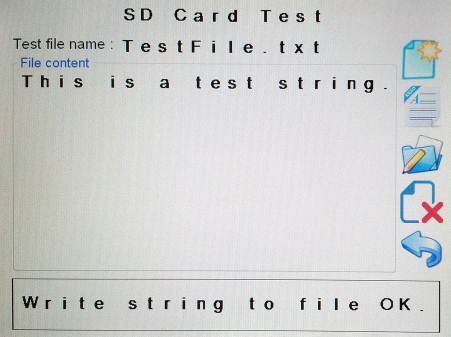 SD Card Test
Test file name : TestFile.txt
File content
This is a test string.
Write string to file OK.